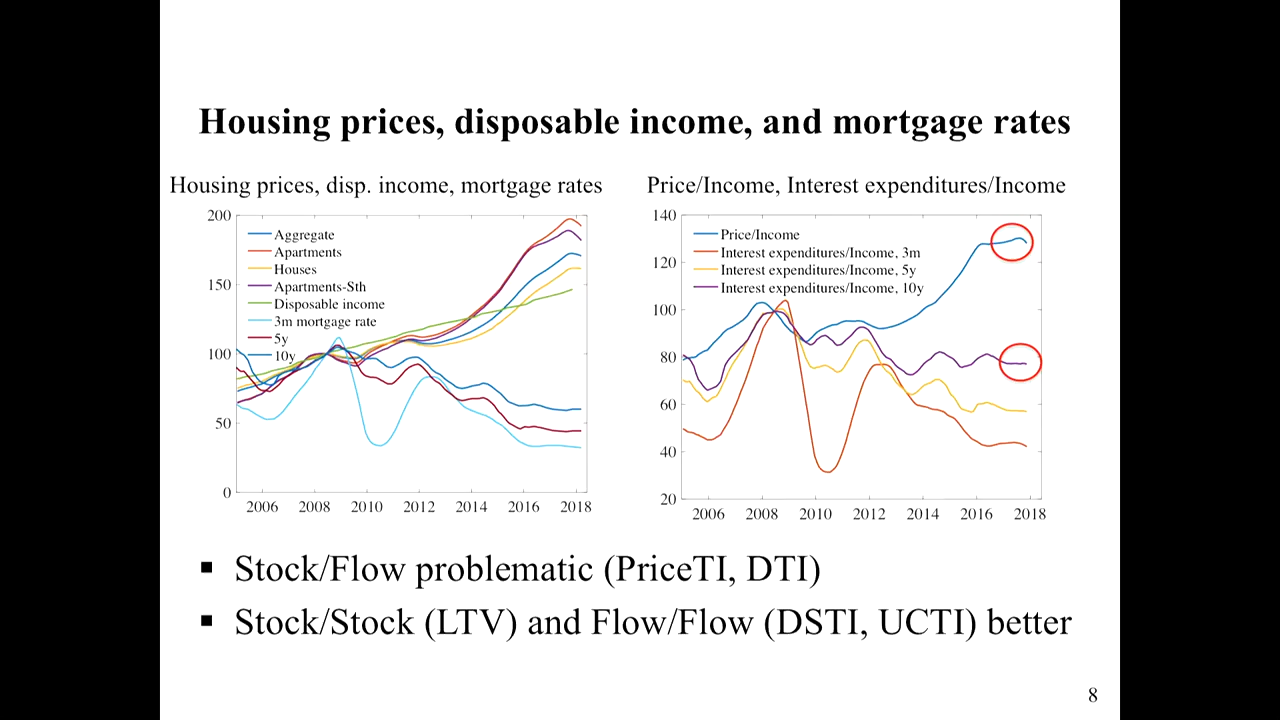 Housing prices, disposable income, and mortgage rates
Housing prices, disp. income, mortgage rates
200
150
100
50
0
Aggregate
Apartments
Houses
Apartments-Sth
Disposable income
3m mortgage rate
5y
10y
2006 2008 2010 2012 2014 2016 2018
Price/Income, Interest expenditures/Income
140
120
100
80
60
40
20
Price/Income
Interest expenditures/Income, 3m
Interest expenditures/Income, 5y
Interest expenditures/Income, 10y
2006 2008 2010 2012 2014 2016 2018
▪ Stock/Flow problematic (PriceTI, DTI)
▪ Stock/Stock (LTV) and Flow/Flow (DSTI, UCTI) better
8